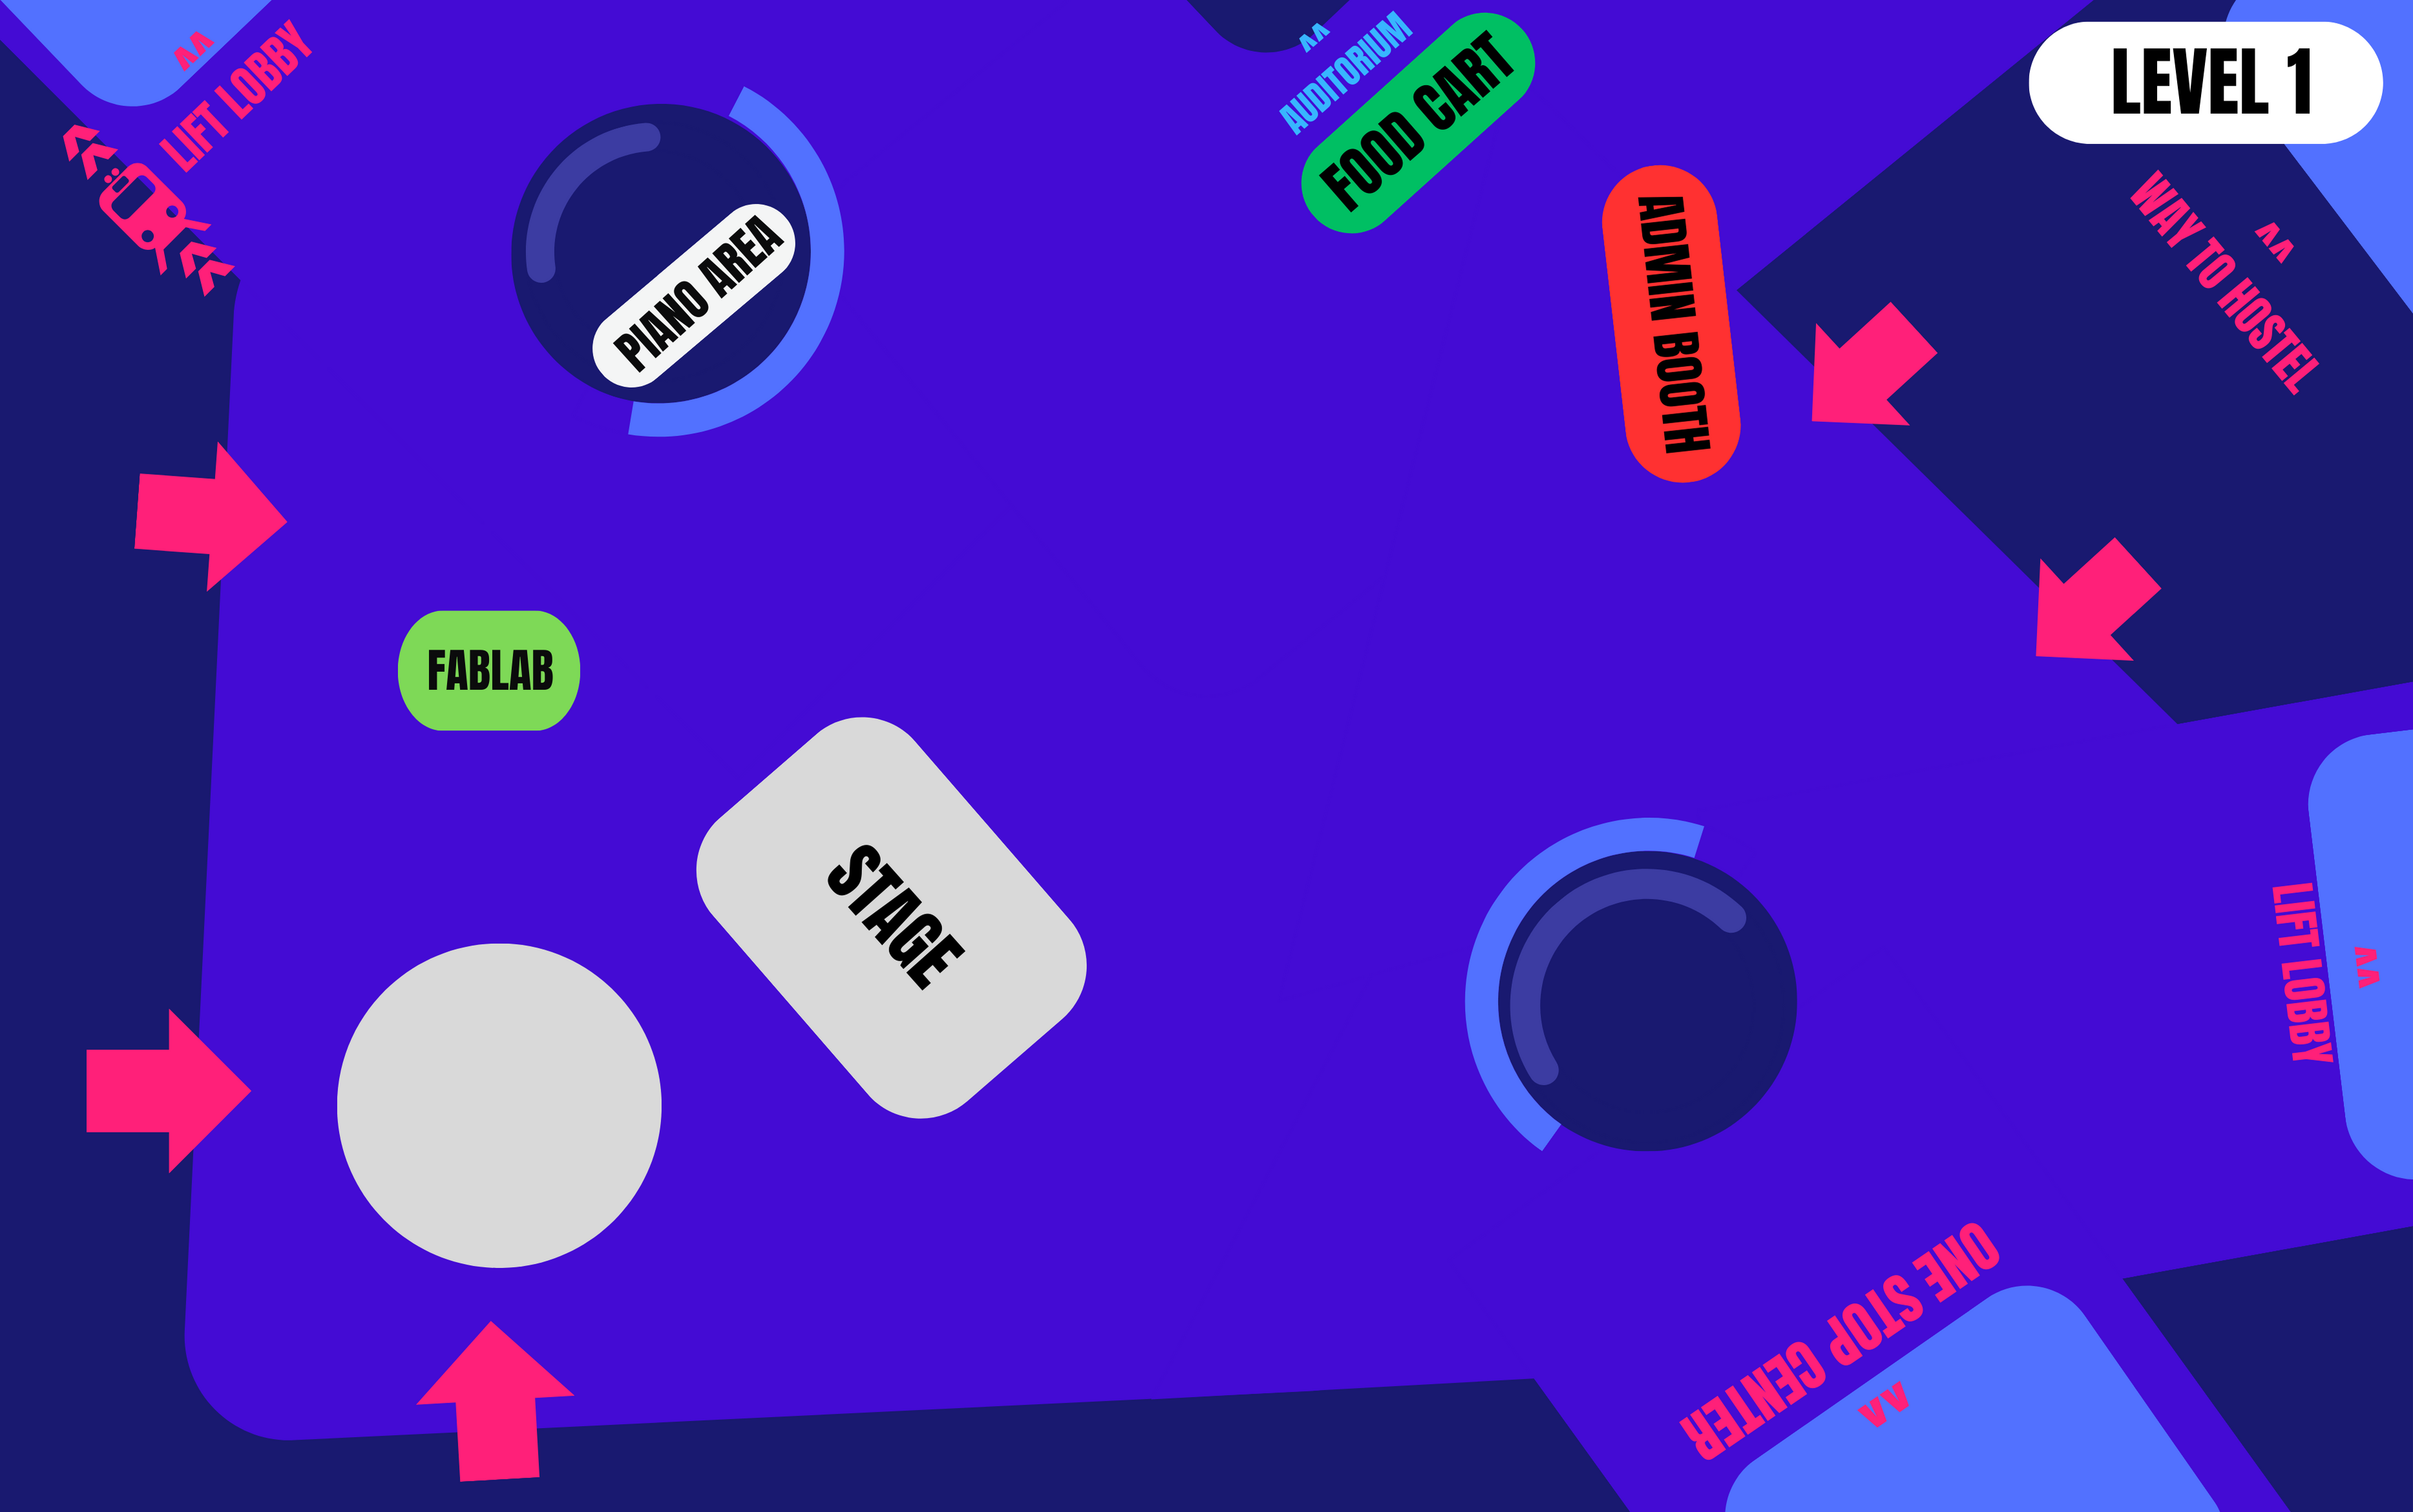 LEVEL 1
^^
LIFT LOBBY
^^
AUDITORIUM
FOOD CART
ADMIN BOOTH
^^
WAY TO HOSTEL
PIANO AREA
FABLAB
STAGE
^^
LIFT LOBBY
ONE STOP CENTER
^^